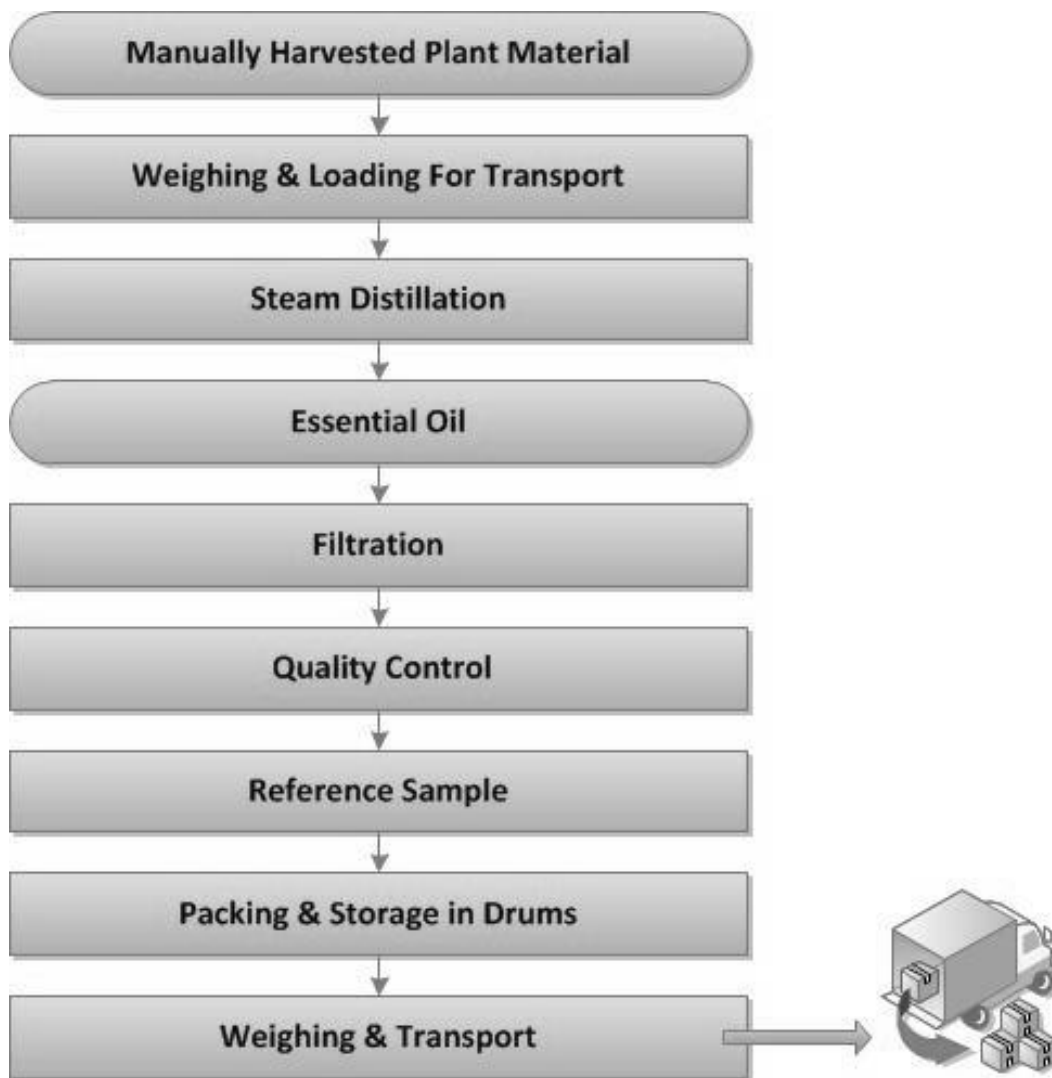 Manually Harvested Plant Material
Weighing & Loading For Transport
Steam Distillation
Essential Oil
Filtration
Quality Control
Reference Sample
Packing & Storage in Drums
Weighing & Transport